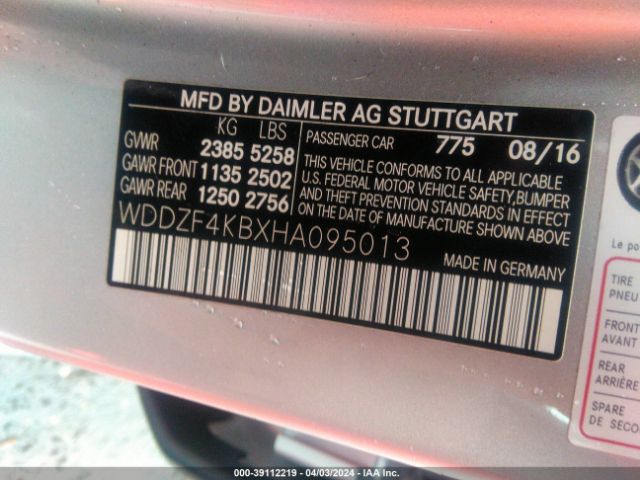 MFD BY DAIMLER AG STUTTGART
KG LBS
GVWR 2385 5258
GAWR FRONT 1135 2502
GAWR REAR 1250 2756
PASSENGER CAR 775 08/16
THIS VEHICLE CONFORMS TO ALL APPLICABLE
U.S. FEDERAL MOTOR VEHICLE SAFETY, BUMPER
AND THEFT PREVENTION STANDARDS IN EFFECT
ON THE DATE OF MANUFACTURE SHOWN ABOVE
WDDZF4KBXHA095013
MADE IN GERMANY
Le
TIRE
PNEU
FRONT
AVANT
REAR
ARRIÈRE
SPARE
DE
000-39112219 - 04/03/2024 - IAA Inc.